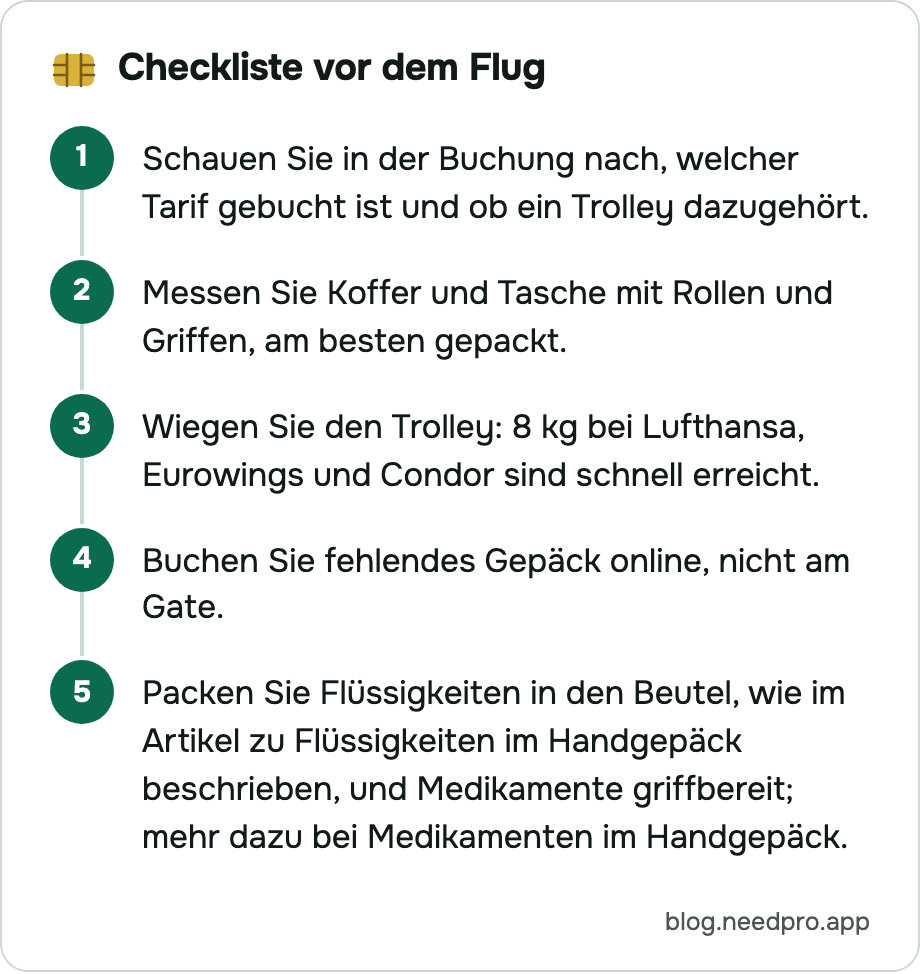 Checkliste vor dem Flug
1
Schauen Sie in der Buchung nach, welcher
Tarif gebucht ist und ob ein Trolley dazugehört.
2
Messen Sie Koffer und Tasche mit Rollen und
Griffen, am besten gepackt.
3
Wiegen Sie den Trolley: 8 kg bei Lufthansa,
Eurowings und Condor sind schnell erreicht.
4
Buchen Sie fehlendes Gepäck online, nicht am
Gate.
5
Packen Sie Flüssigkeiten in den Beutel, wie im
Artikel zu Flüssigkeiten im Handgepäck
beschrieben, und Medikamente griffbereit;
mehr dazu bei Medikamenten im Handgepäck.
blog.needpro.app